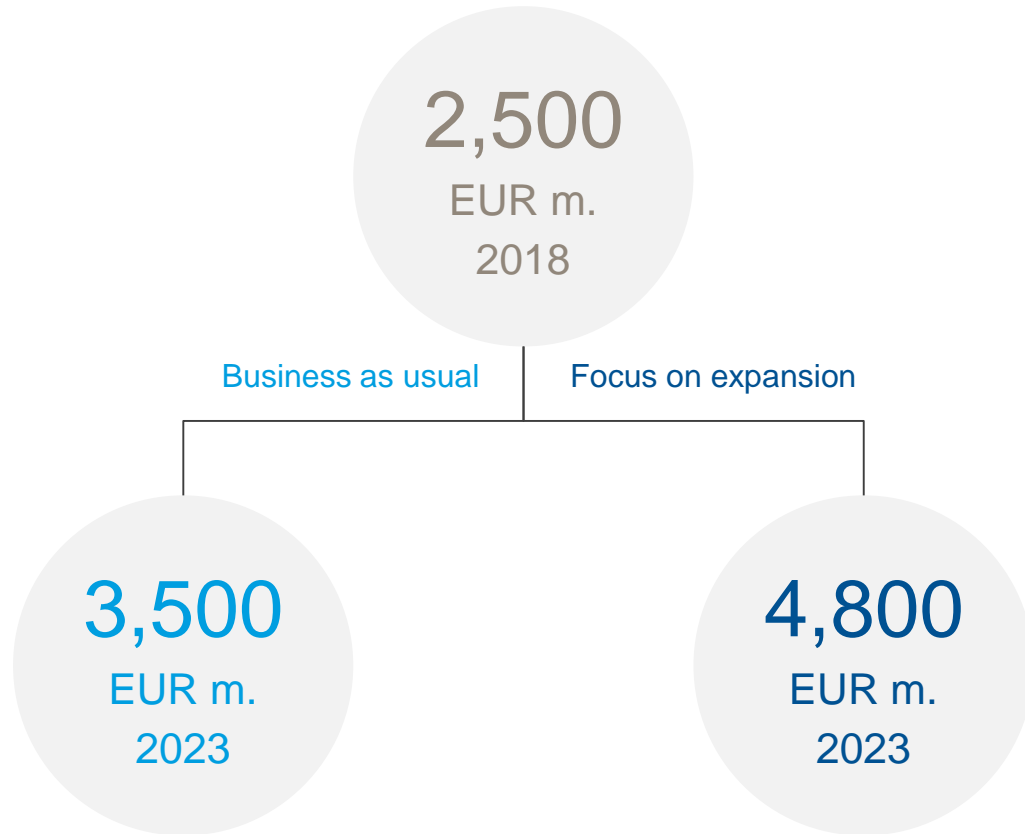 2,500
EUR m.
2018
Business as usual
Focus on expansion
3,500
EUR m.
2023
4,800
EUR m.
2023